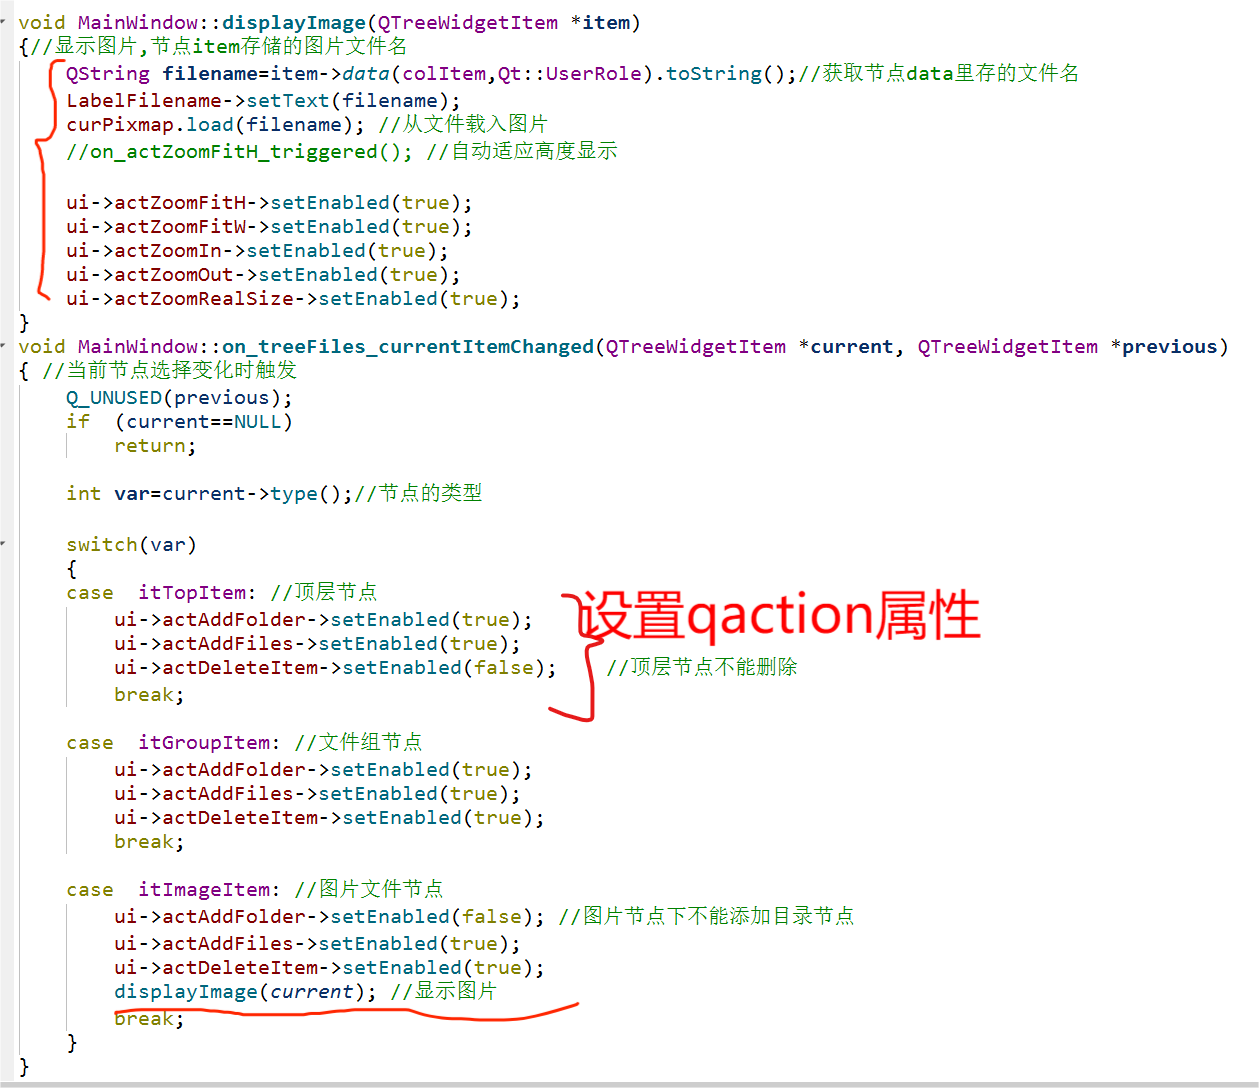 void MainWindow::displayImage(QTreeWidgetItem *item)
{//显示图片,节点item存储的图片文件名
    QString filename=item->data(colItem,Qt::UserRole).toString();//获取节点data里存的文件名
    LabelFilename->setText(filename);
    curPixmap.load(filename); //从文件载入图片
    //on_actZoomFitH_triggered(); //自动适应高度显示
    ui->actZoomFitH->setEnabled(true);
    ui->actZoomFitW->setEnabled(true);
    ui->actZoomIn->setEnabled(true);
    ui->actZoomOut->setEnabled(true);
    ui->actZoomRealSize->setEnabled(true);
}
void MainWindow::on_treeFiles_currentItemChanged(QTreeWidgetItem *current, QTreeWidgetItem *previous)
{ //当前节点选择变化时触发
    Q_UNUSED(previous);
    if  (current==NULL)
        return;
    int var=current->type();//节点的类型
    switch(var)
    {
    case  itTopItem: //顶层节点
        ui->actAddFolder->setEnabled(true);
设置qaction属性
        ui->actAddFiles->setEnabled(true);
        ui->actDeleteItem->setEnabled(false);    //顶层节点不能删除
        break;
    case  itGroupItem: //文件组节点
        ui->actAddFolder->setEnabled(true);
        ui->actAddFiles->setEnabled(true);
        ui->actDeleteItem->setEnabled(true);
        break;
    case  itImageItem: //图片文件节点
        ui->actAddFolder->setEnabled(false); //图片节点下不能添加目录节点
        ui->actAddFiles->setEnabled(true);
        ui->actDeleteItem->setEnabled(true);
        displayImage(current); //显示图片
        break;
    }
}